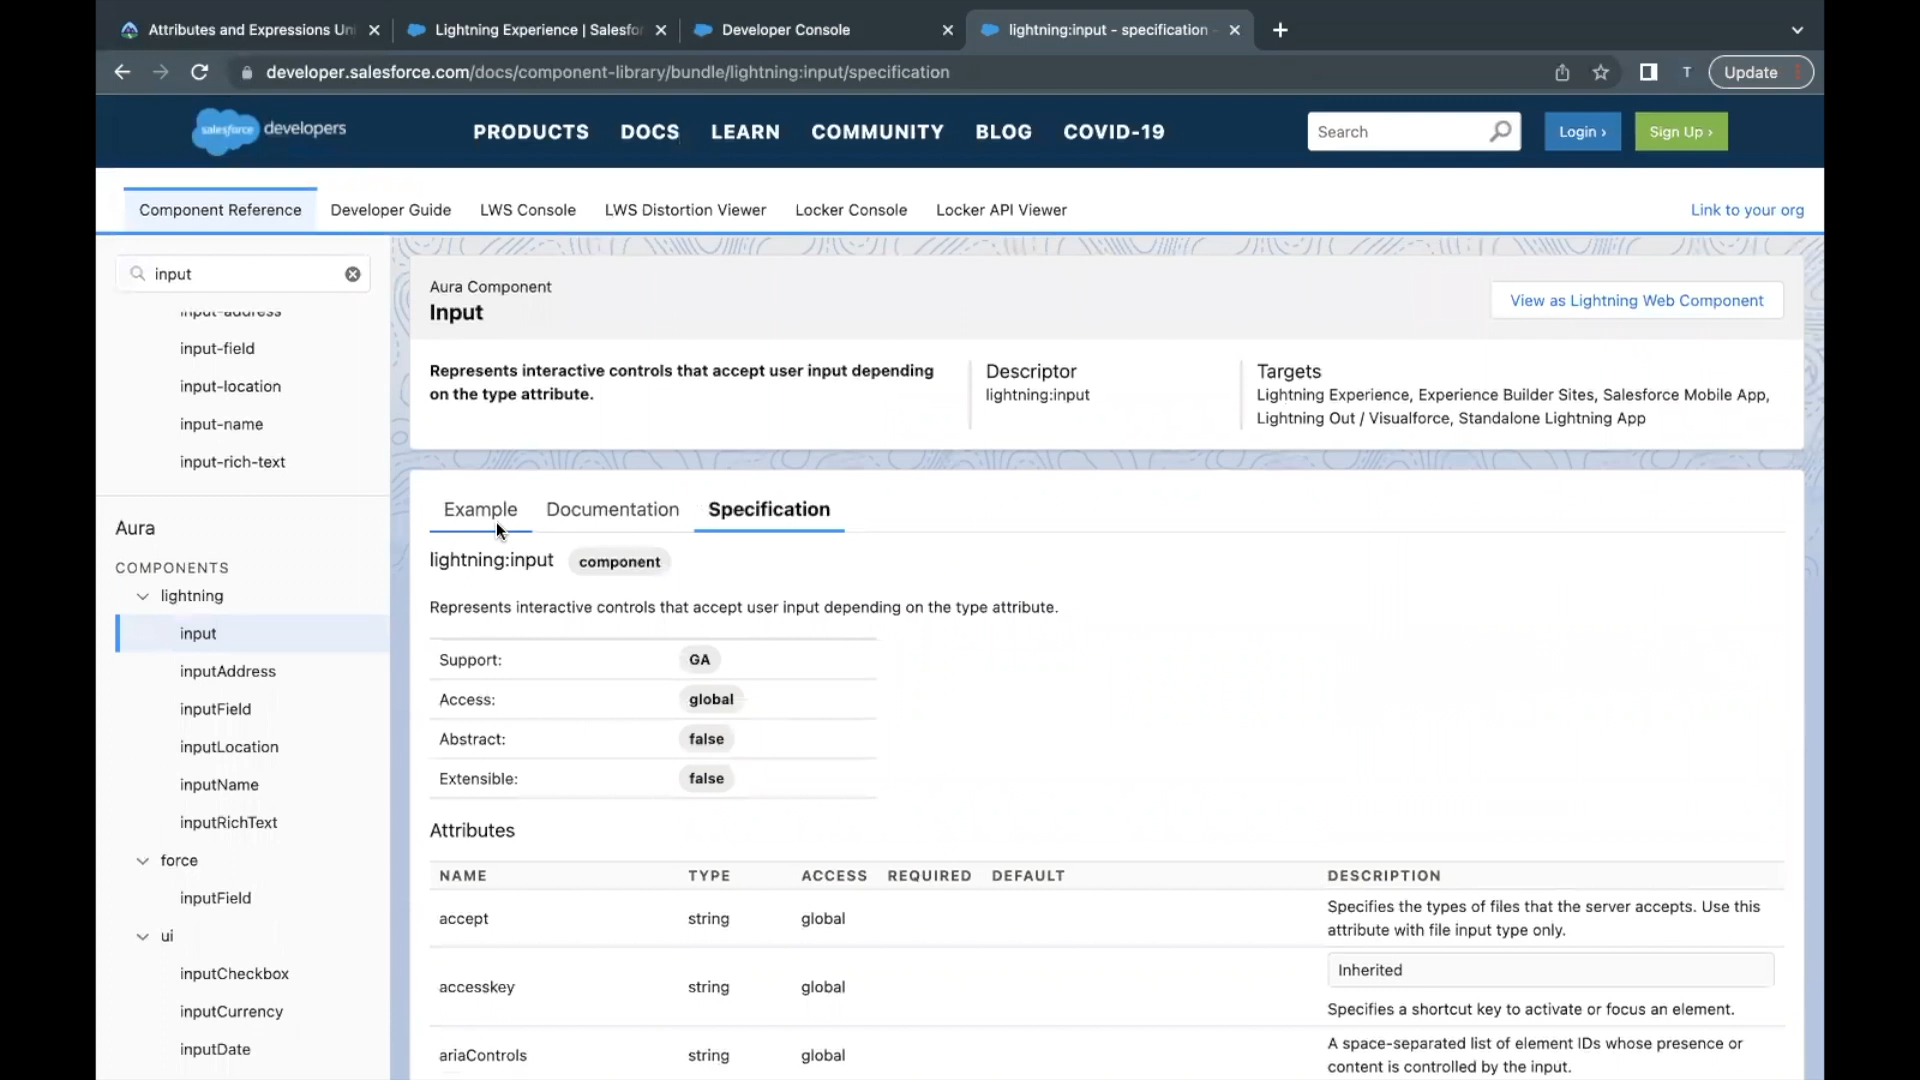 Attributes and Expressions Un
Lightning Experience | Salesfo
Developer Console
lightning:input - specification
developer.salesforce.com/docs/component-library/bundle/lightning:input/specification
T
Update
salesforce developers
PRODUCTS
DOCS
LEARN
COMMUNITY
BLOG
COVID-19
Search
Login ›
Sign Up ›
Component Reference
Developer Guide
LWS Console
LWS Distortion Viewer
Locker Console
Locker API Viewer
Link to your org
input
input-address
input-field
input-location
input-name
input-rich-text
Aura
COMPONENTS
lightning
input
inputAddress
inputField
inputLocation
inputName
inputRichText
force
inputField
ui
inputCheckbox
inputCurrency
inputDate
Aura Component
Input
View as Lightning Web Component
Represents interactive controls that accept user input depending
on the type attribute.
Descriptor
lightning:input
Targets
Lightning Experience, Experience Builder Sites, Salesforce Mobile App,
Lightning Out / Visualforce, Standalone Lightning App
Example
Documentation
Specification
lightning:input component
Represents interactive controls that accept user input depending on the type attribute.
Support: GA
Access: global
Abstract: false
Extensible: false
Attributes
NAME TYPE ACCESS REQUIRED DEFAULT DESCRIPTION
accept string global
Specifies the types of files that the server accepts. Use this
attribute with file input type only.
accesskey string global
Inherited
Specifies a shortcut key to activate or focus an element.
ariaControls string global
A space-separated list of element IDs whose presence or
content is controlled by the input.